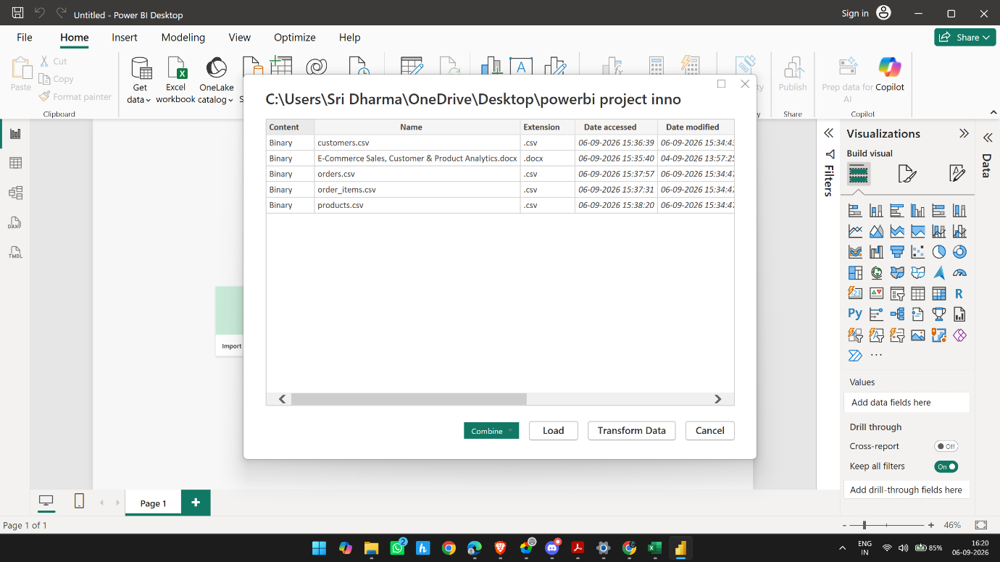 Untitled - Power BI Desktop
Sign in
File Home Insert Modeling View Optimize Help
Share
Paste
Cut
Copy
Format painter
Clipboard
Get data
Excel workbook
OneLake catalog
Publish
Share
Prep data for AI
Copilot
Copilot
C:\Users\Sri Dharma\OneDrive\Desktop\powerbi project inno
Content Name Extension Date accessed Date modified
Binary customers.csv .csv 06-09-2026 15:36:39 06-09-2026 15:34:43
Binary E-Commerce Sales, Customer & Product Analytics.docx .docx 06-09-2026 15:35:40 04-09-2026 13:57:25
Binary orders.csv .csv 06-09-2026 15:37:57 06-09-2026 15:34:47
Binary order_items.csv .csv 06-09-2026 15:37:31 06-09-2026 15:34:47
Binary products.csv .csv 06-09-2026 15:38:20 06-09-2026 15:34:47
Combine Load Transform Data Cancel
Import
DAX
TMDL
Filters
Visualizations
Build visual
Data
123
R
Py
Values
Add data fields here
Drill through
Cross-report Off
Keep all filters On
Add drill-through fields here
Page 1
Page 1 of 1
- + 46%
2
85%
ENG
IN
16:20
06-09-2026